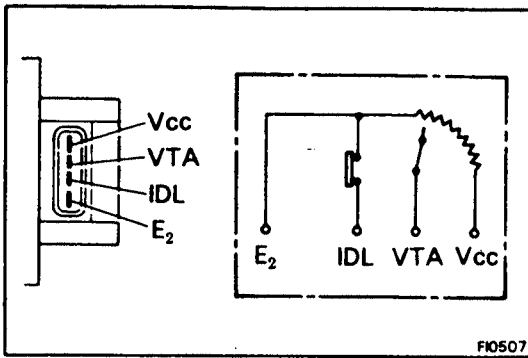 Vcc
VTA
IDL
E₂
E₂ IDL VTA Vcc
FI0507